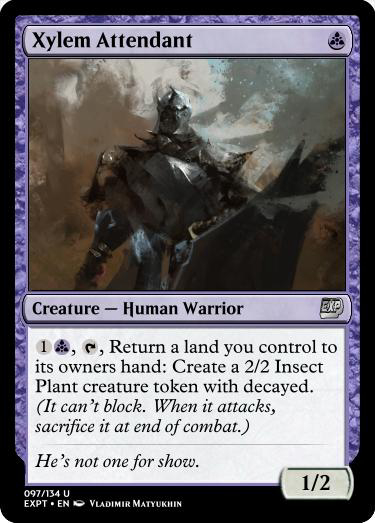 Xylem Attendant
EXP
Creature — Human Warrior
1, , Return a land you control to
its owners hand: Create a 2/2 Insect
Plant creature token with decayed.
(It can't block. When it attacks,
sacrifice it at end of combat.)
He's not one for show.
1/2
097/134 U
EXPT • EN Vladimir Matyukhin